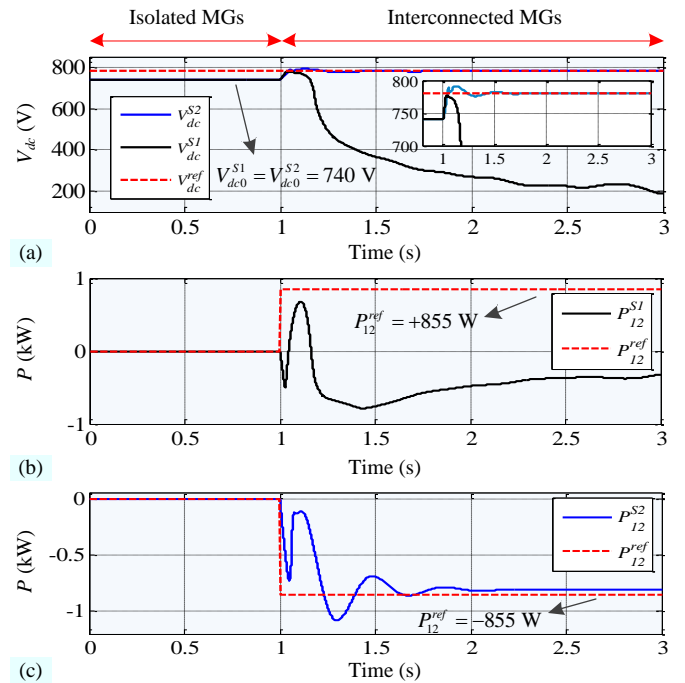 Isolated MGs
Interconnected MGs
800
600
400
200
V_dc (V)
V_dc^S2
V_dc^S1
V_dc^ref
V_dc0^S1 = V_dc0^S2 = 740 V
800
750
700
1
2
3
0
0.5
1
1.5
2
2.5
3
(a)
Time (s)
1
0
-1
P (kW)
P_12^ref = +855 W
P_12^S1
P_12^ref
0
0.5
1
1.5
2
2.5
3
(b)
Time (s)
0
-0.5
-1
P (kW)
P_12^S2
P_12^ref
P_12^ref = −855 W
0
0.5
1
1.5
2
2.5
3
(c)
Time (s)